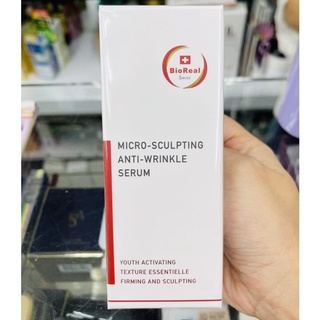 BioReal
Swiss
MICRO-SCULPTING
ANTI-WRINKLE
SERUM
YOUTH ACTIVATING
TEXTURE ESSENTIELLE
FIRMING AND SCULPTING